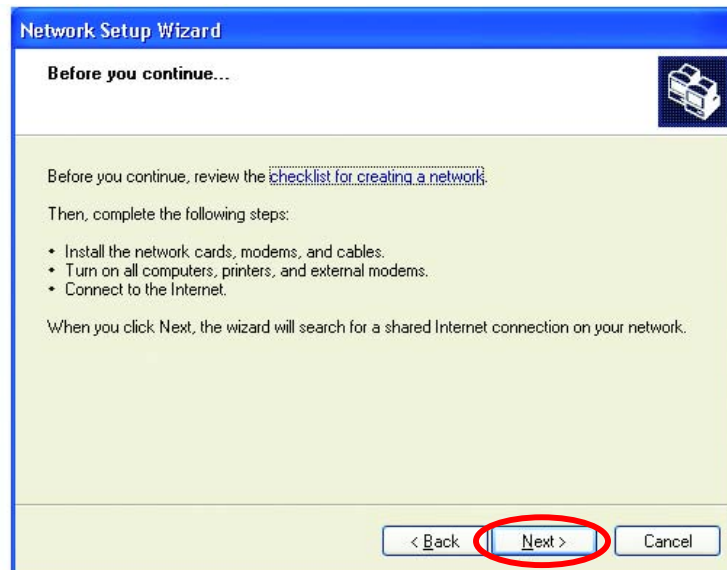 Network Setup Wizard
Before you continue...
Before you continue, review the checklist for creating a network.
Then, complete the following steps:
• Install the network cards, modems, and cables.
• Turn on all computers, printers, and external modems.
• Connect to the Internet.
When you click Next, the wizard will search for a shared Internet connection on your network.
< Back Next > Cancel